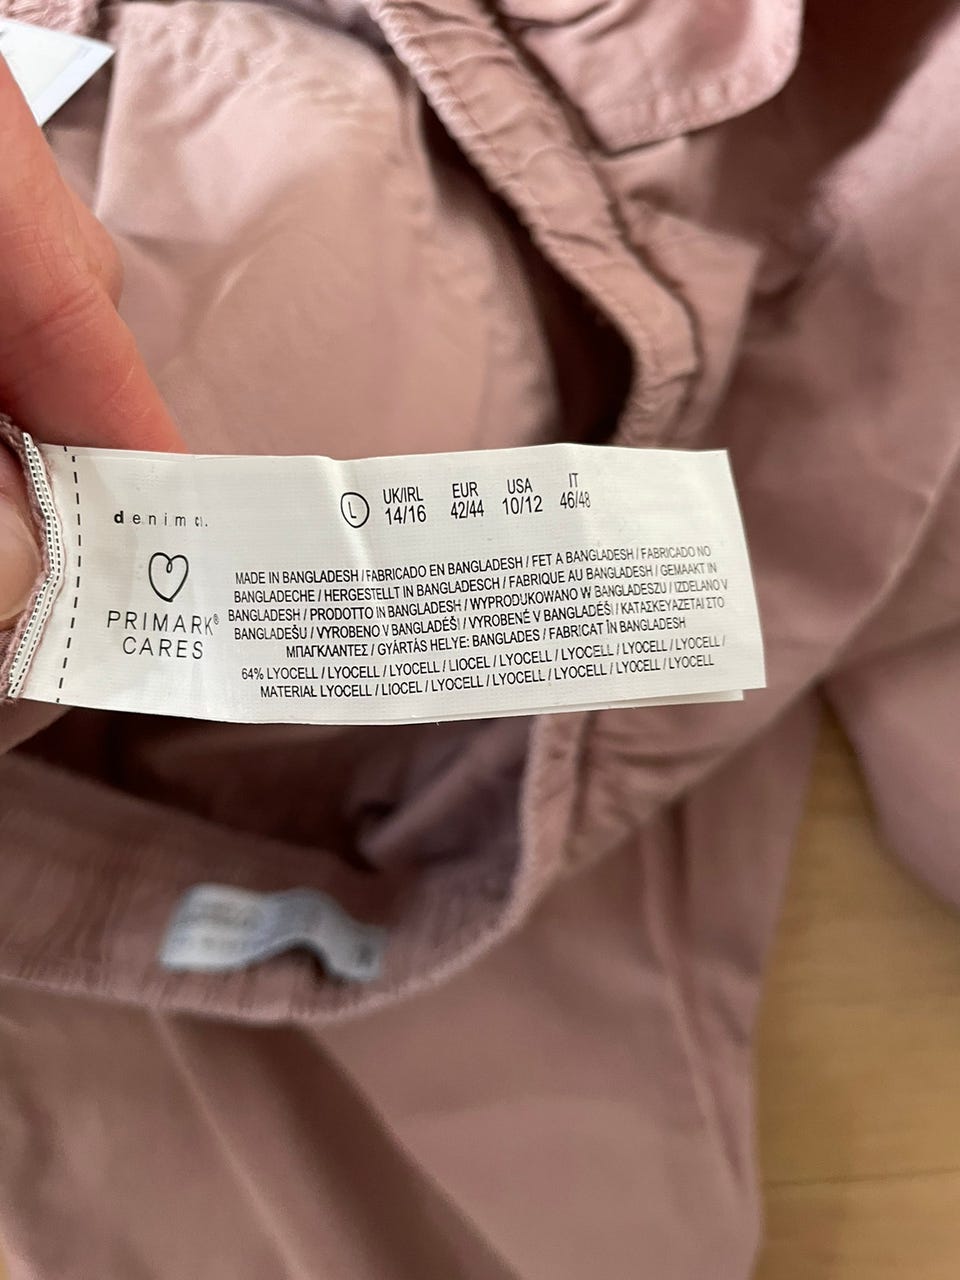 denim co.
PRIMARK®
CARES
L
UK/IRL
14/16
EUR
42/44
USA
10/12
IT
46/48
MADE IN BANGLADESH / FABRICADO EN BANGLADESH / FET A BANGLADESH / FABRICADO NO
BANGLADECHE / HERGESTELLT IN BANGLADESCH / FABRIQUE AU BANGLADESH / GEMAAKT IN
BANGLADESH / PRODOTTO IN BANGLADESH / WYPRODUKOWANO W BANGLADESZU / IZDELANO V
BANGLADEŠU / VYROBENO V BANGLADÉŠI / VYROBENÉ V BANGLADÉŠI / ΚΑΤΑΣΚΕΥΑΖΕΤΑΙ ΣΤΟ
ΜΠΑΓΚΛΑΝΤΕΣ / GYÁRTÁS HELYE: BANGLADES / FABRICAT ÎN BANGLADESH
64% LYOCELL / LYOCELL / LYOCELL / LIOCEL / LYOCELL / LYOCELL / LYOCELL / LYOCELL /
MATERIAŁ LYOCELL / LIOCEL / LYOCELL / LYOCELL / LYOCELL / LYOCELL / LYOCELL